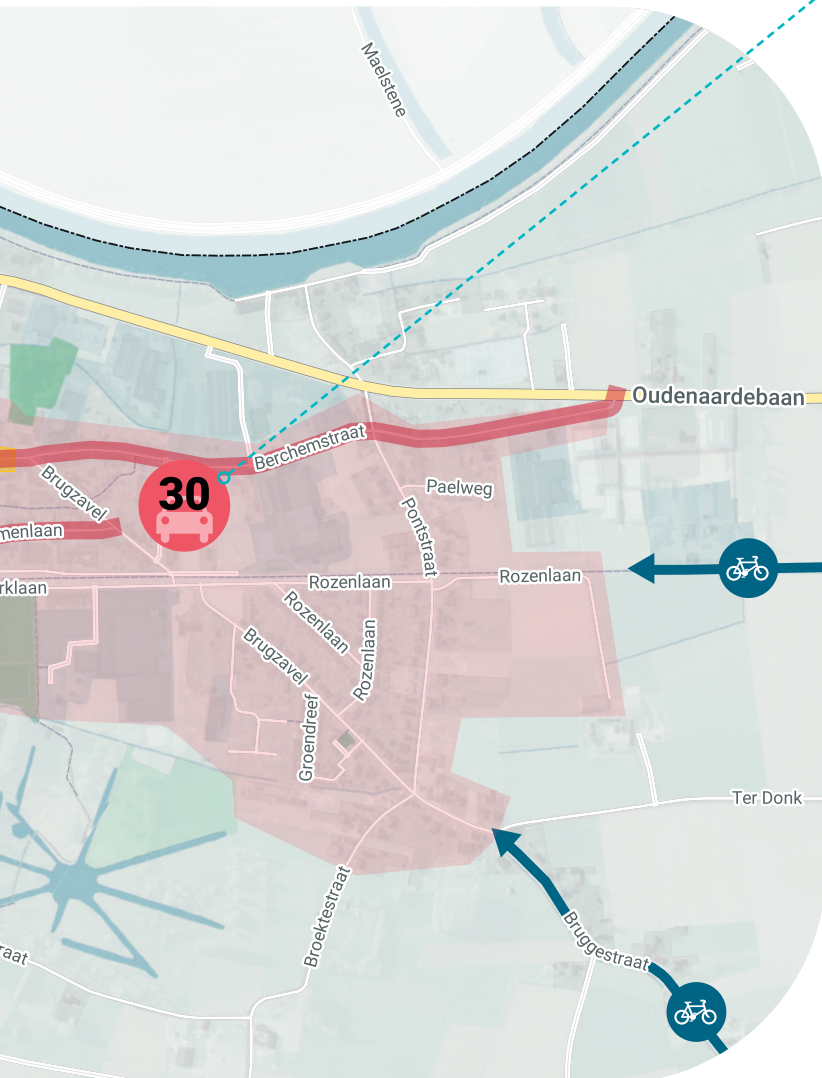 Maelstene
Oudenaardebaan
Berchemstraat
30
Brugzavel
Paelweg
Pontstraat
menlaan
Rozenlaan
Rozenlaan
rklaan
Rozenlaan
Rozenlaan
Brugzavel
Groendreef
Ter Donk
Broektestraat
Bruggestraat
raat